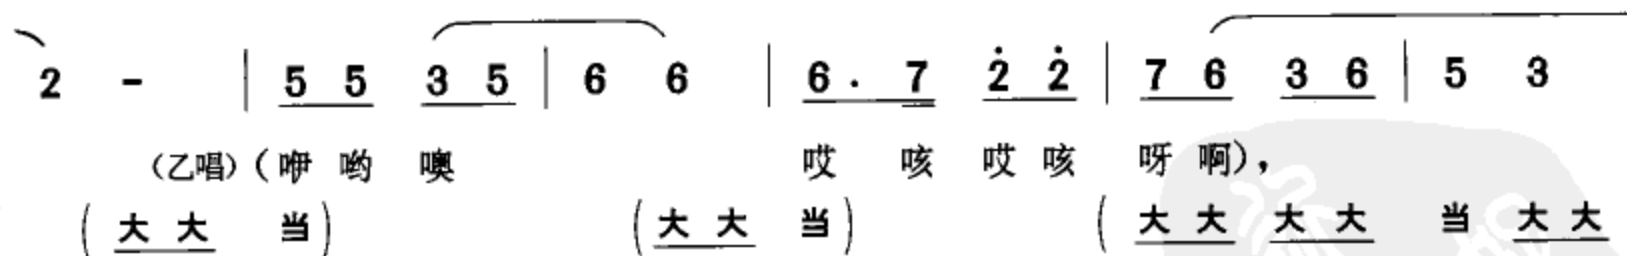 2 - | 5 5 3 5 | 6 6 | 6. 7 2̇ 2̇ | 7 6 3 6 | 5 3
(乙唱)(咿 哟 噢 哎 咳 哎 咳 呀 啊),
(大 大 当) (大 大 当) (大 大 大 大 当 大 大